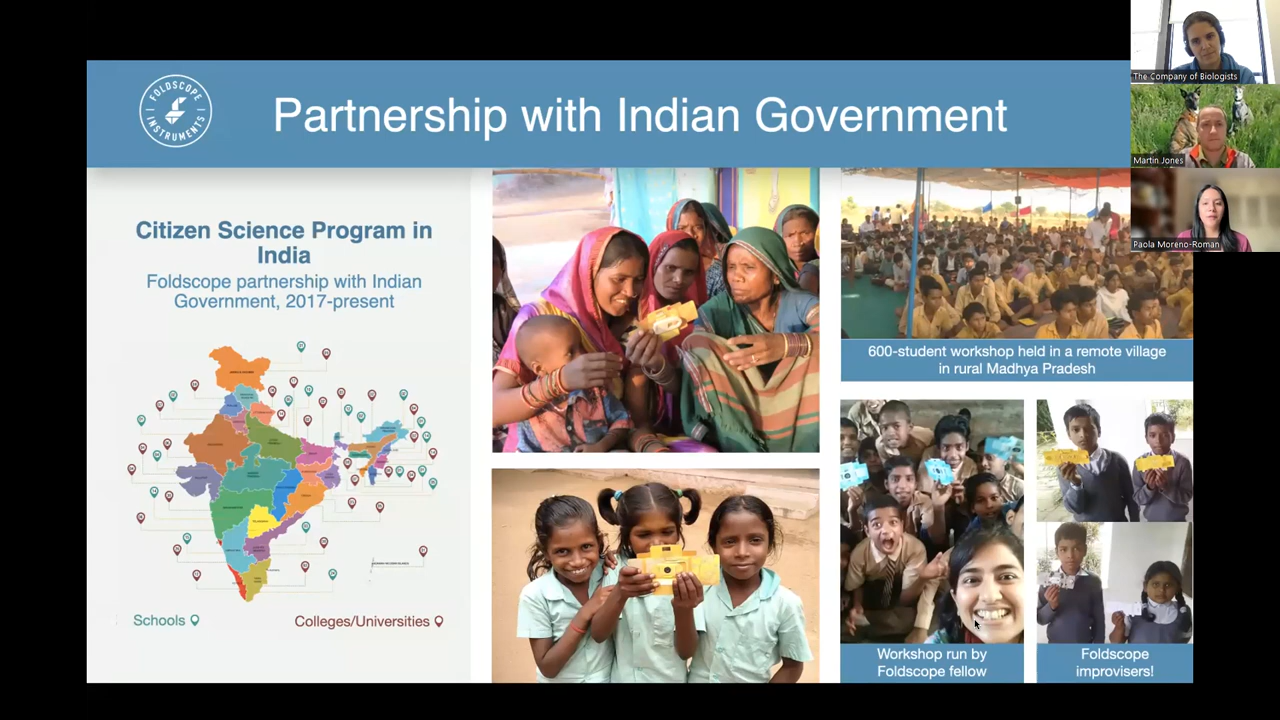 FOLDSCOPE
INSTRUMENTS
Partnership with Indian Government
Citizen Science Program in
India
Foldscope partnership with Indian
Government, 2017-present
Schools
Colleges/Universities
600-student workshop held in a remote village
in rural Madhya Pradesh
Workshop run by
Foldscope fellow
Foldscope
improvisers!
The Company of Biologists
Martin Jones
Paola Moreno-Roman